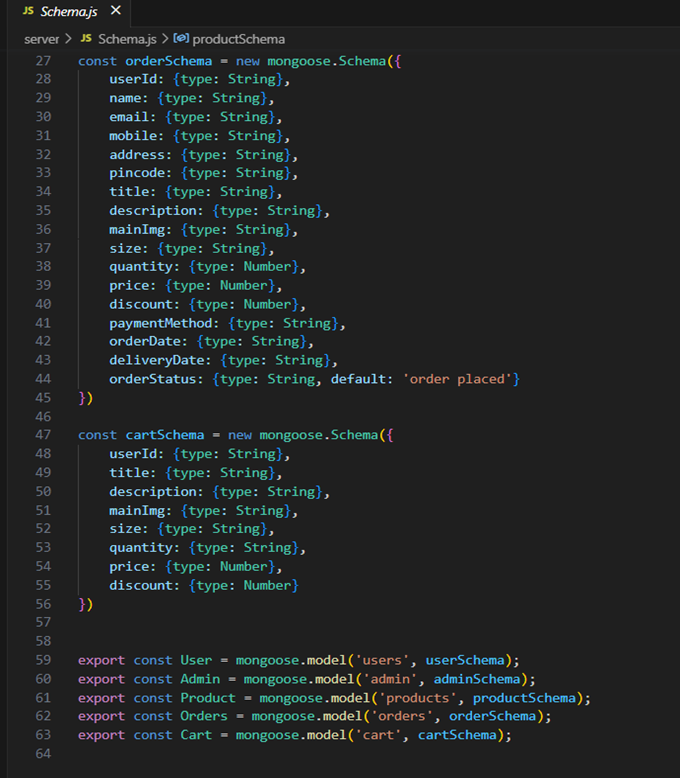 JS Schema.js ×
server > JS Schema.js > productSchema
27 const orderSchema = new mongoose.Schema({
28     userId: {type: String},
29     name: {type: String},
30     email: {type: String},
31     mobile: {type: String},
32     address: {type: String},
33     pincode: {type: String},
34     title: {type: String},
35     description: {type: String},
36     mainImg: {type: String},
37     size: {type: String},
38     quantity: {type: Number},
39     price: {type: Number},
40     discount: {type: Number},
41     paymentMethod: {type: String},
42     orderDate: {type: String},
43     deliveryDate: {type: String},
44     orderStatus: {type: String, default: 'order placed'}
45 })
46
47 const cartSchema = new mongoose.Schema({
48     userId: {type: String},
49     title: {type: String},
50     description: {type: String},
51     mainImg: {type: String},
52     size: {type: String},
53     quantity: {type: String},
54     price: {type: Number},
55     discount: {type: Number}
56 })
57
58
59 export const User = mongoose.model('users', userSchema);
60 export const Admin = mongoose.model('admin', adminSchema);
61 export const Product = mongoose.model('products', productSchema);
62 export const Orders = mongoose.model('orders', orderSchema);
63 export const Cart = mongoose.model('cart', cartSchema);
64